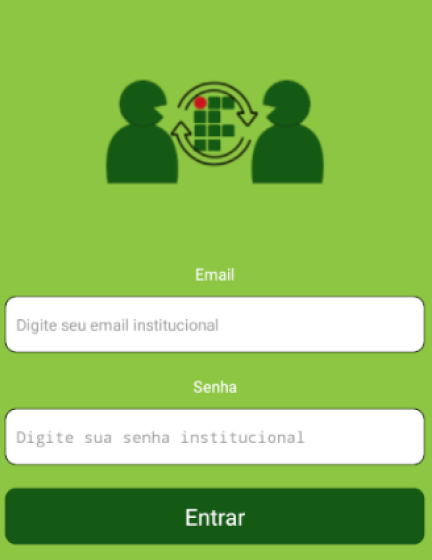 Email
Digite seu email institucional
Senha
Digite sua senha institucional
Entrar